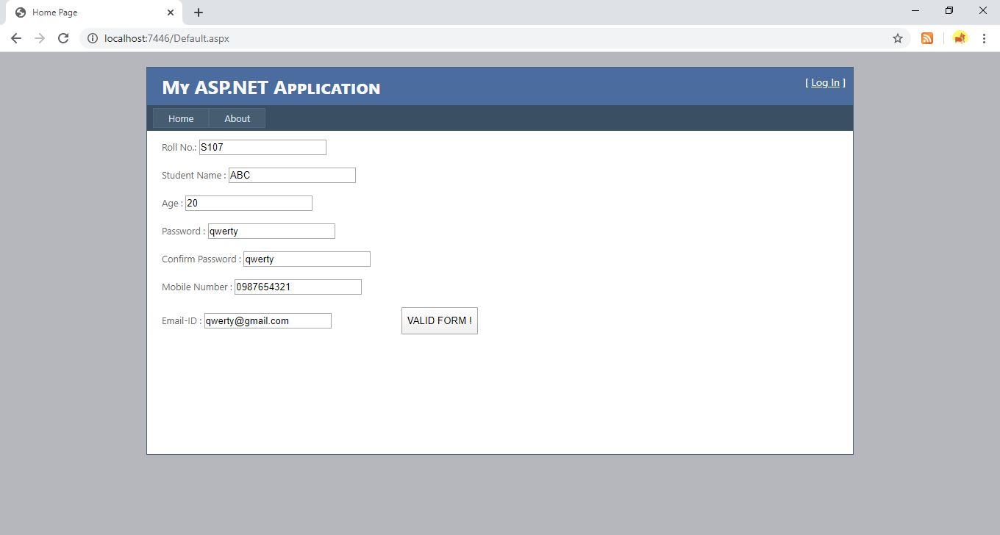 Home Page
localhost:7446/Default.aspx
My ASP.NET Application
[ Log In ]
Home About
Roll No.: S107
Student Name : ABC
Age : 20
Password : qwerty
Confirm Password : qwerty
Mobile Number : 0987654321
Email-ID : qwerty@gmail.com VALID FORM !